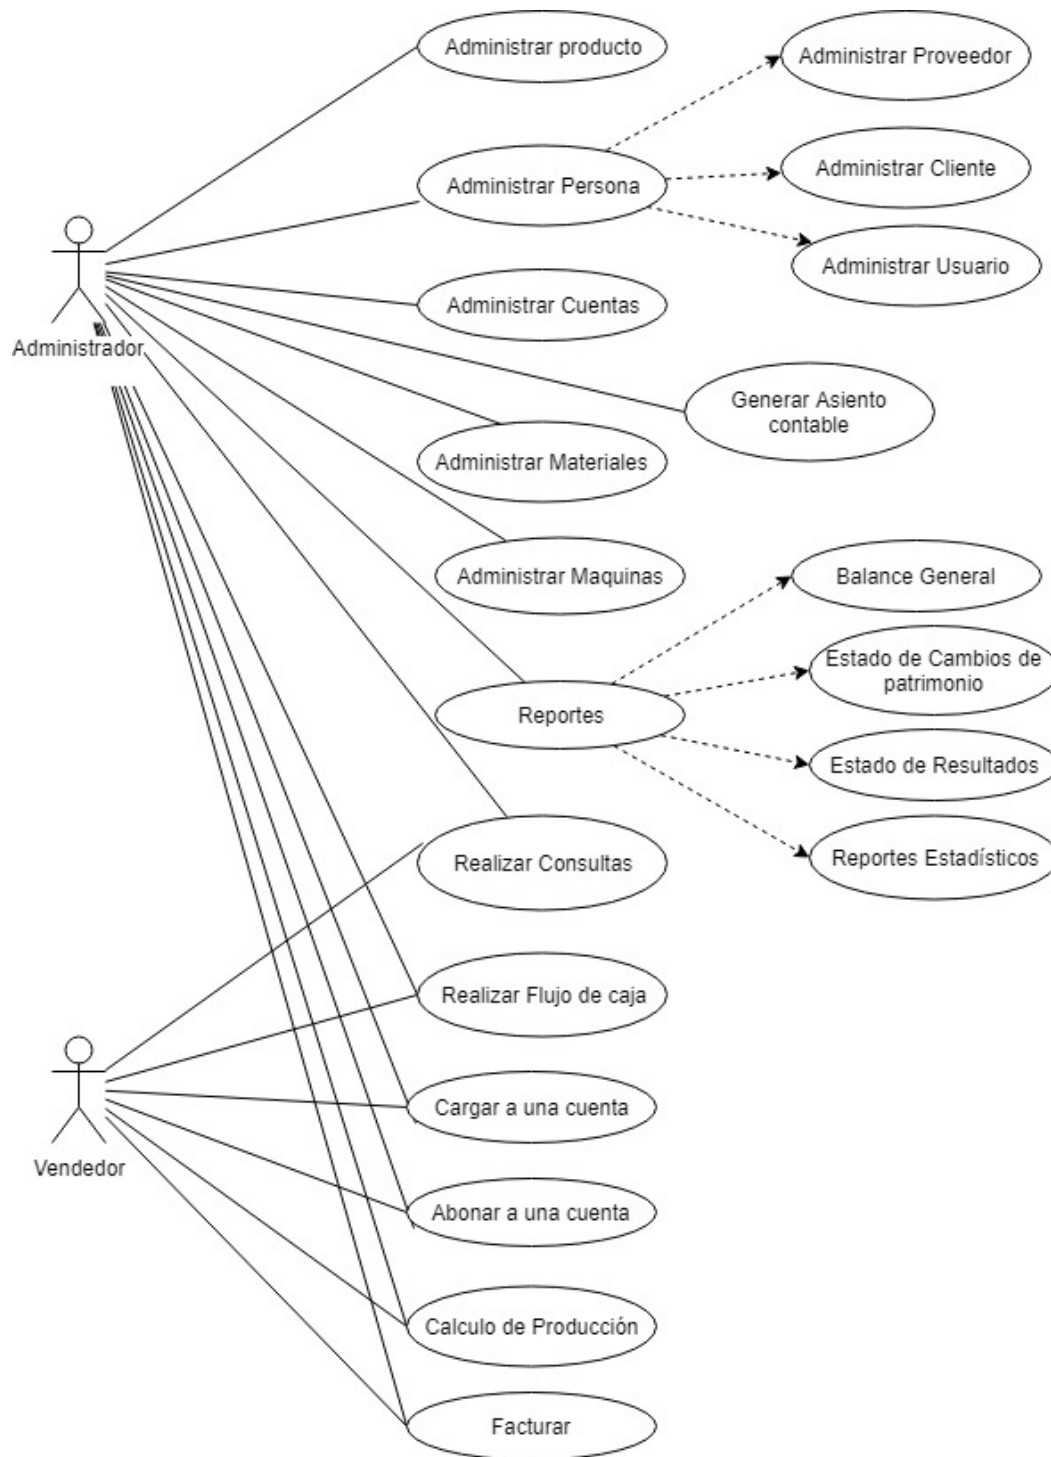 Administrar producto
Administrar Proveedor
Administrar Persona
Administrar Cliente
Administrar Usuario
Administrar Cuentas
Administrador
Generar Asiento
contable
Administrar Materiales
Administrar Maquinas
Balance General
Estado de Cambios de
patrimonio
Reportes
Estado de Resultados
Reportes Estadísticos
Realizar Consultas
Realizar Flujo de caja
Cargar a una cuenta
Vendedor
Abonar a una cuenta
Calculo de Producción
Facturar